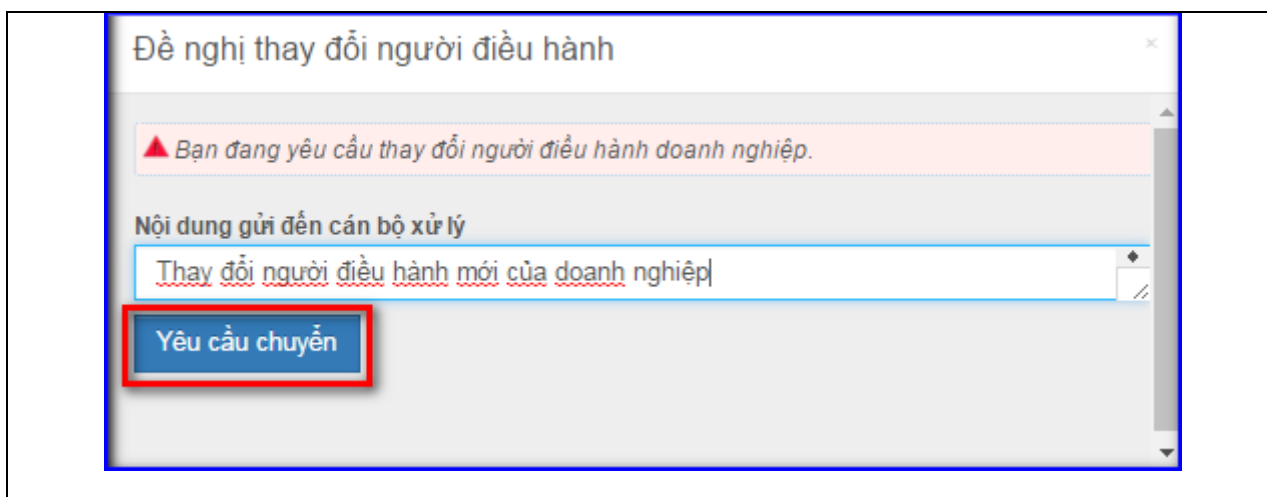 Đề nghị thay đổi người điều hành
×
Bạn đang yêu cầu thay đổi người điều hành doanh nghiệp.
Nội dung gửi đến cán bộ xử lý
Thay đổi người điều hành mới của doanh nghiệp
Yêu cầu chuyển